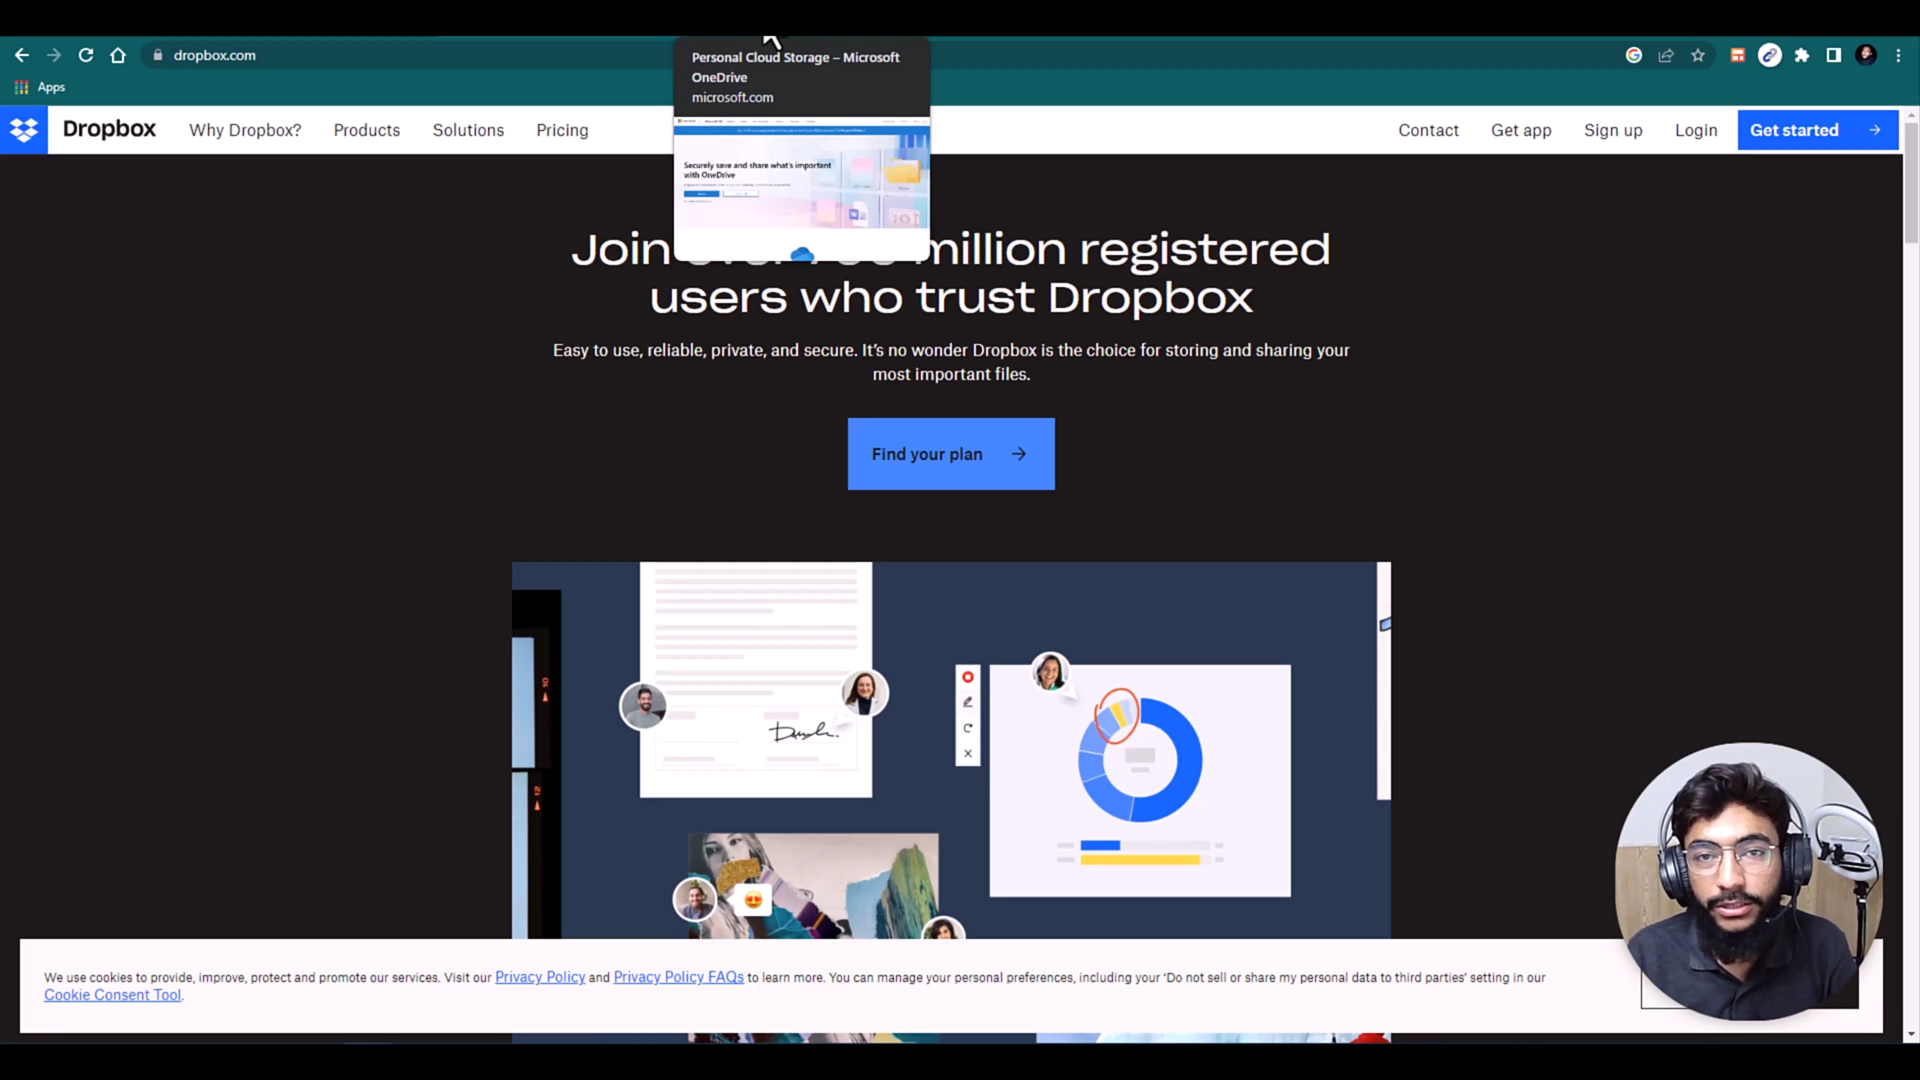 dropbox.com
Personal Cloud Storage – Microsoft
OneDrive
microsoft.com
Apps
Dropbox
Why Dropbox?
Products
Solutions
Pricing
Contact
Get app
Sign up
Login
Get started
Securely save and share what's important
with OneDrive
Join million registered
users who trust Dropbox
Easy to use, reliable, private, and secure. It's no wonder Dropbox is the choice for storing and sharing your
most important files.
Find your plan
We use cookies to provide, improve, protect and promote our services. Visit our Privacy Policy and Privacy Policy FAQs to learn more. You can manage your personal preferences, including your 'Do not sell or share my personal data to third parties' setting in our
Cookie Consent Tool.